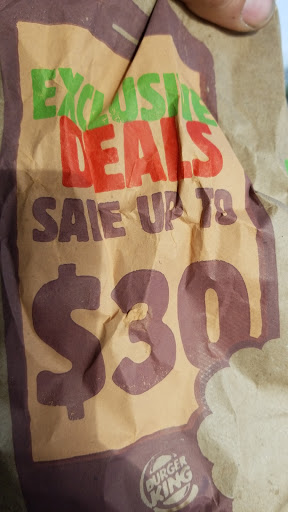 EXCLUSIVE
DEALS
SAVE UP TO
$30
BURGER
KING